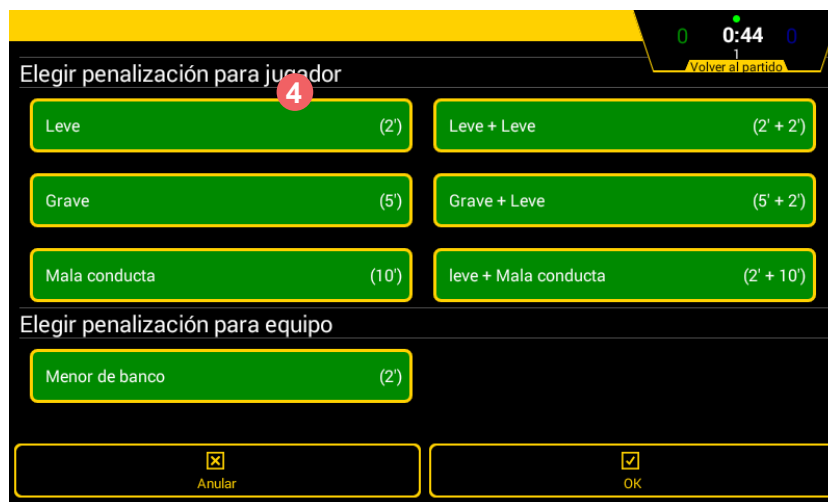 0 0:44 0
1
Volver al partido
Elegir penalización para jugador
4
Leve (2')
Leve + Leve (2' + 2')
Grave (5')
Grave + Leve (5' + 2')
Mala conducta (10')
leve + Mala conducta (2' + 10')
Elegir penalización para equipo
Menor de banco (2')
Anular
OK